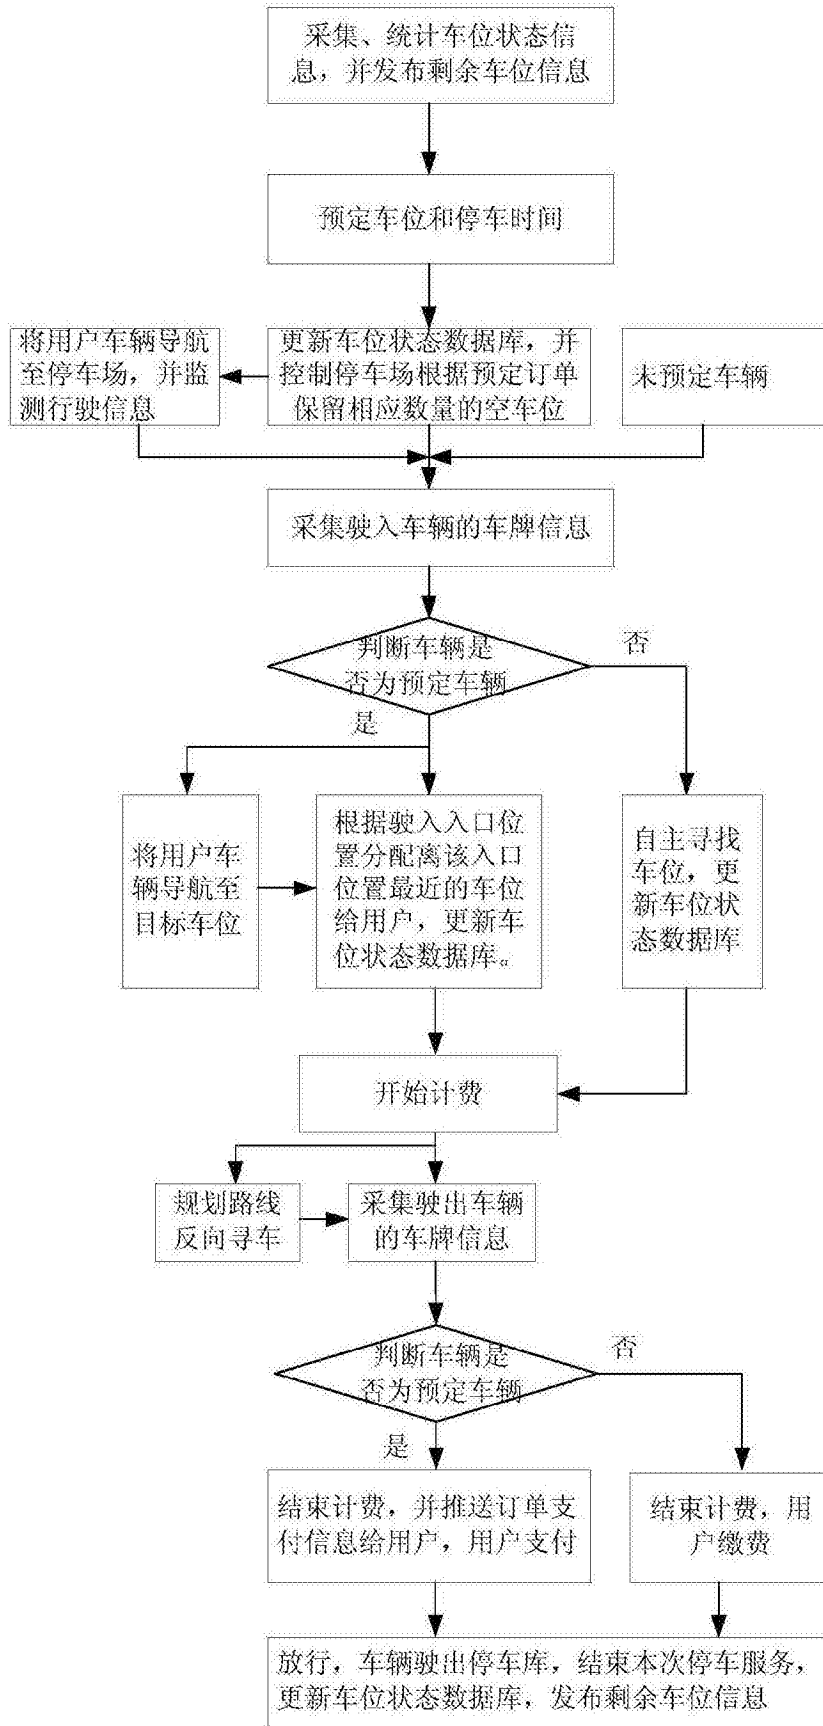 采集、统计车位状态信
息，并发布剩余车位信息
预定车位和停车时间
将用户车辆导航
至停车场，并监
测行驶信息
更新车位状态数据库，并
控制停车场根据预定订单
保留相应数量的空车位
未预定车辆
采集驶入车辆的车牌信息
判断车辆是
否为预定车辆
否
是
将用户车
辆导航至
目标车位
根据驶入入口位
置分配离该入口
位置最近的车位
给用户，更新车
位状态数据库。
自主寻找
车位，更
新车位状
态数据库
开始计费
规划路线
反向寻车
采集驶出车辆
的车牌信息
判断车辆是
否为预定车辆
否
是
结束计费，并推送订单支
付信息给用户，用户支付
结束计费，用
户缴费
放行，车辆驶出停车库，结束本次停车服务，
更新车位状态数据库，发布剩余车位信息